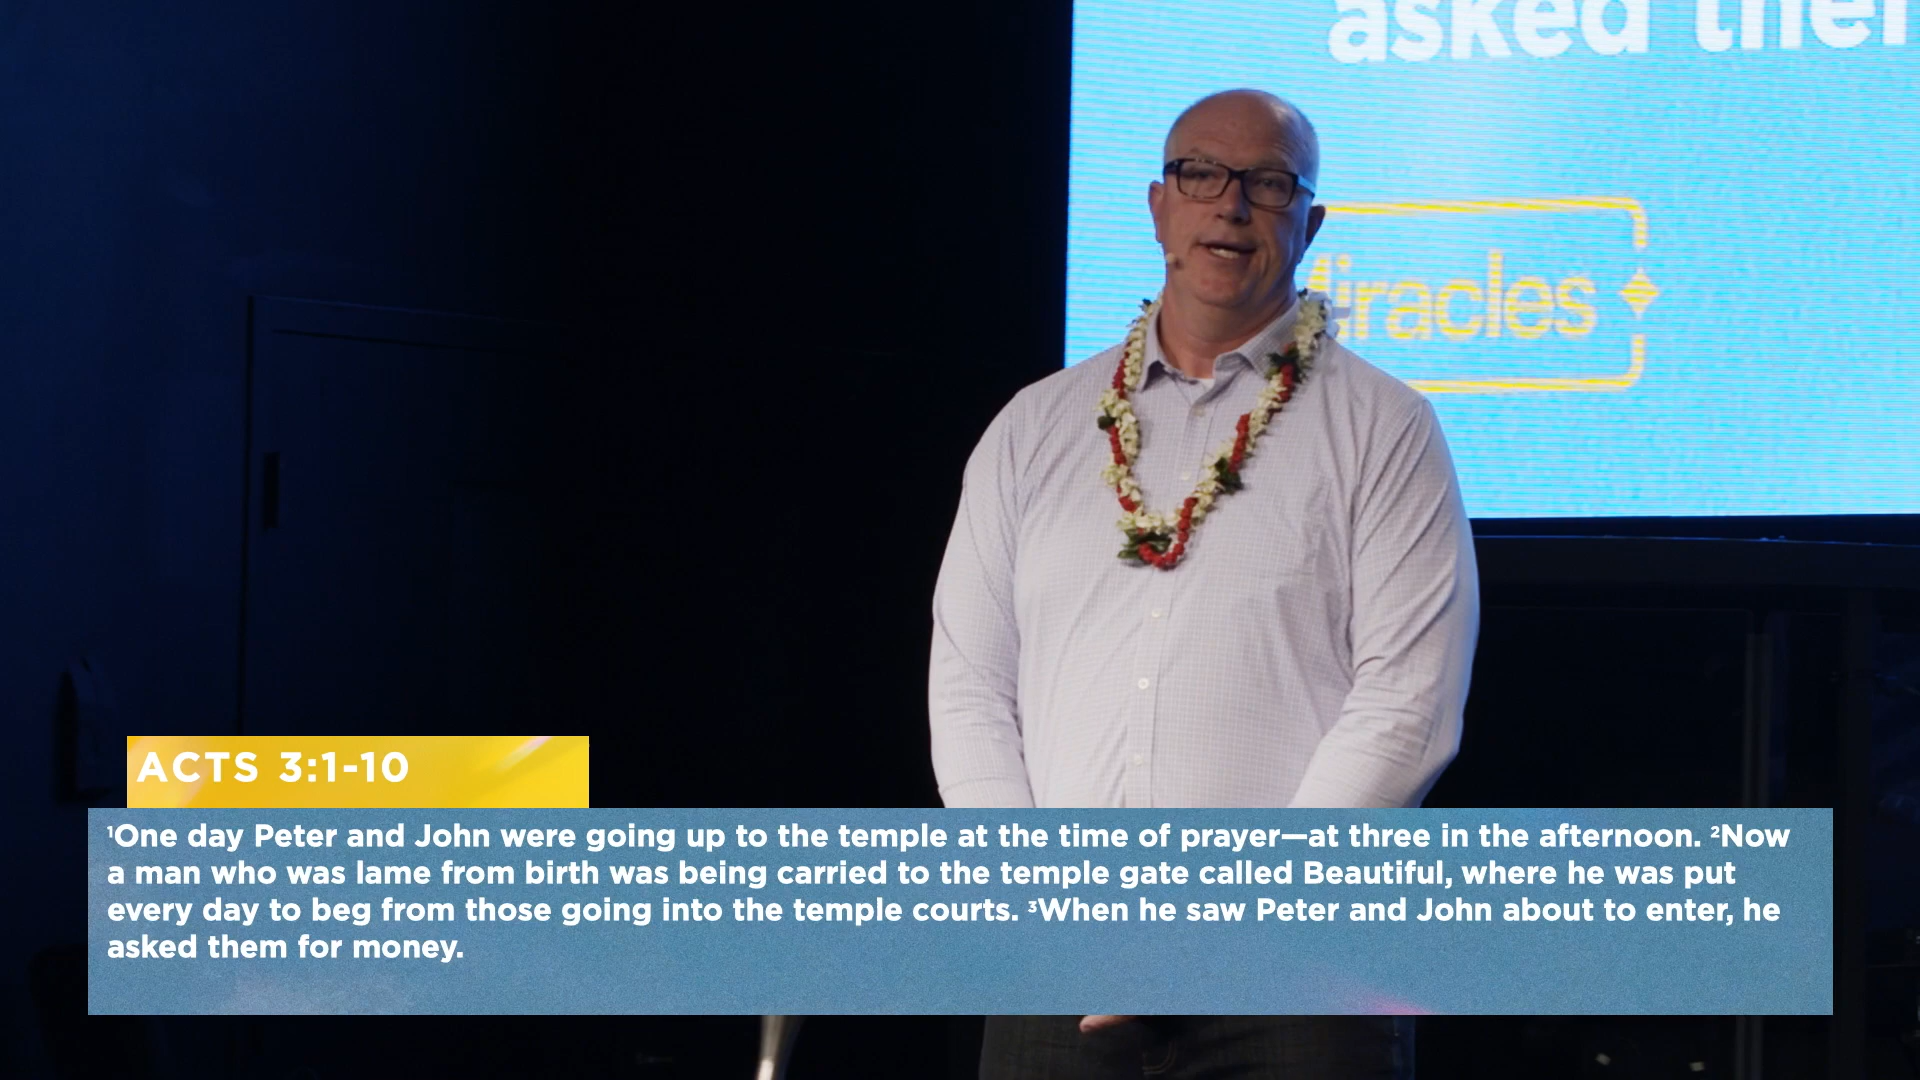 asked
Miracles
ACTS 3:1-10
¹One day Peter and John were going up to the temple at the time of prayer—at three in the afternoon. ²Now
a man who was lame from birth was being carried to the temple gate called Beautiful, where he was put
every day to beg from those going into the temple courts. ³When he saw Peter and John about to enter, he
asked them for money.